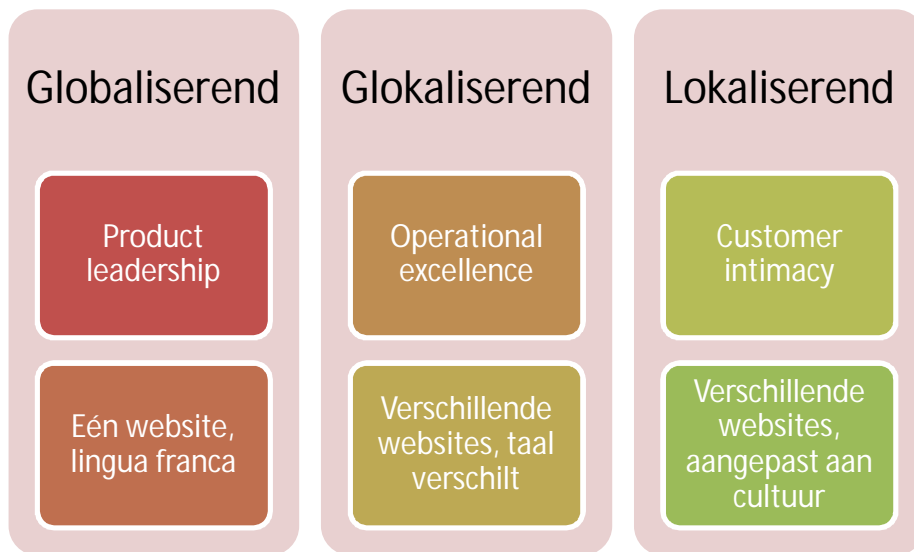 Globaliserend
Product
leadership
Eén website,
lingua franca
Glokaliserend
Operational
excellence
Verschillende
websites, taal
verschilt
Lokaliserend
Customer
intimacy
Verschillende
websites,
aangepast aan
cultuur